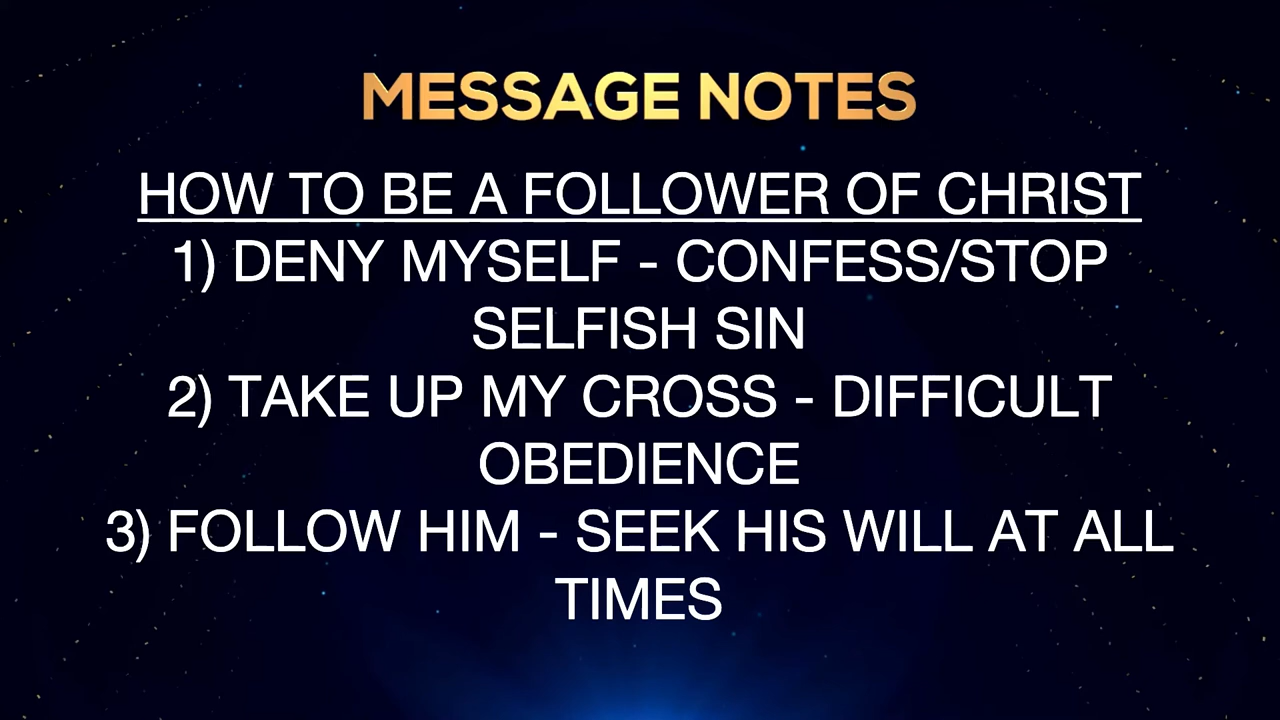 MESSAGE NOTES
HOW TO BE A FOLLOWER OF CHRIST
1) DENY MYSELF - CONFESS/STOP
SELFISH SIN
2) TAKE UP MY CROSS - DIFFICULT
OBEDIENCE
3) FOLLOW HIM - SEEK HIS WILL AT ALL
TIMES